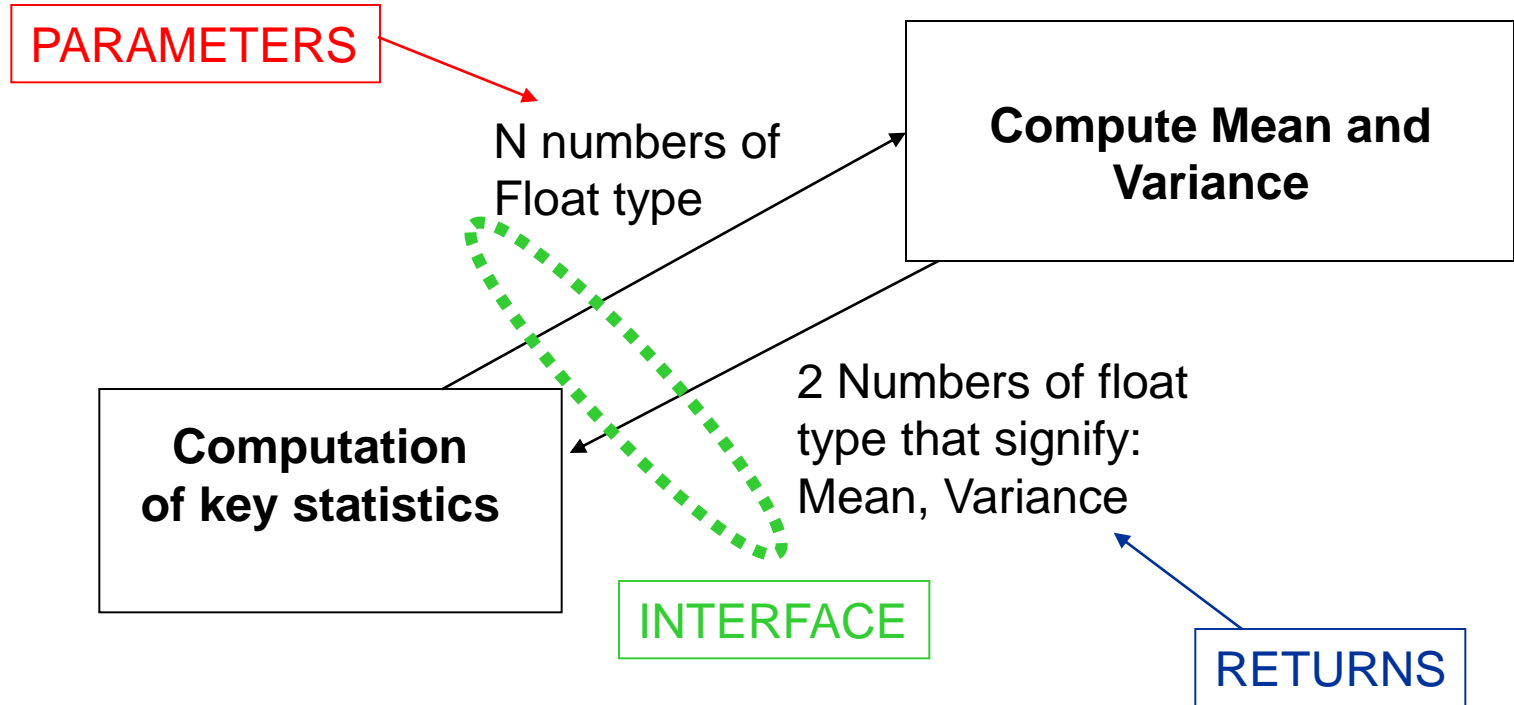 PARAMETERS
N numbers of
Float type
Compute Mean and
Variance
Computation
of key statistics
2 Numbers of float
type that signify:
Mean, Variance
INTERFACE
RETURNS